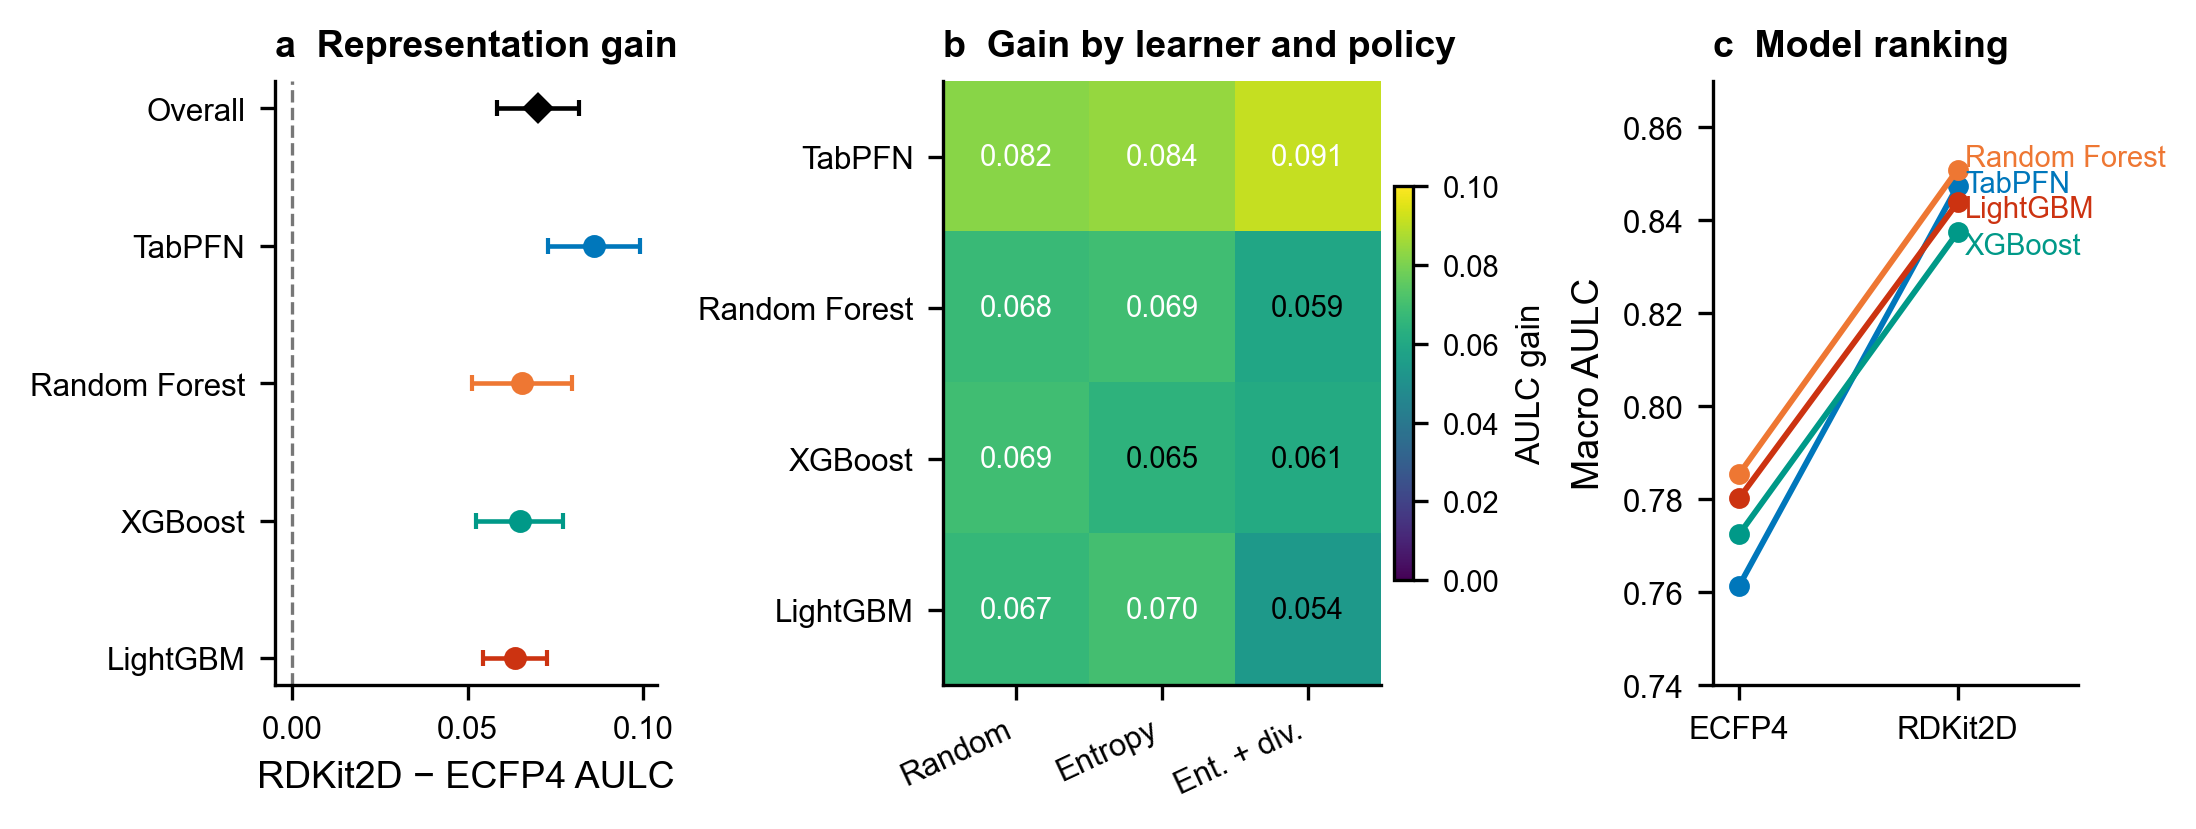 a Representation gain
Overall
TabPFN
Random Forest
XGBoost
LightGBM
0.00 0.05 0.10
RDKit2D − ECFP4 AULC
b Gain by learner and policy
TabPFN 0.082 0.084 0.091
Random Forest 0.068 0.069 0.059
XGBoost 0.069 0.065 0.061
LightGBM 0.067 0.070 0.054
Random Entropy Ent. + div.
0.10
0.08
0.06
0.04
0.02
0.00
AULC gain
c Model ranking
Macro AULC
0.86
0.84
0.82
0.80
0.78
0.76
0.74
Random Forest
TabPFN
LightGBM
XGBoost
ECFP4 RDKit2D